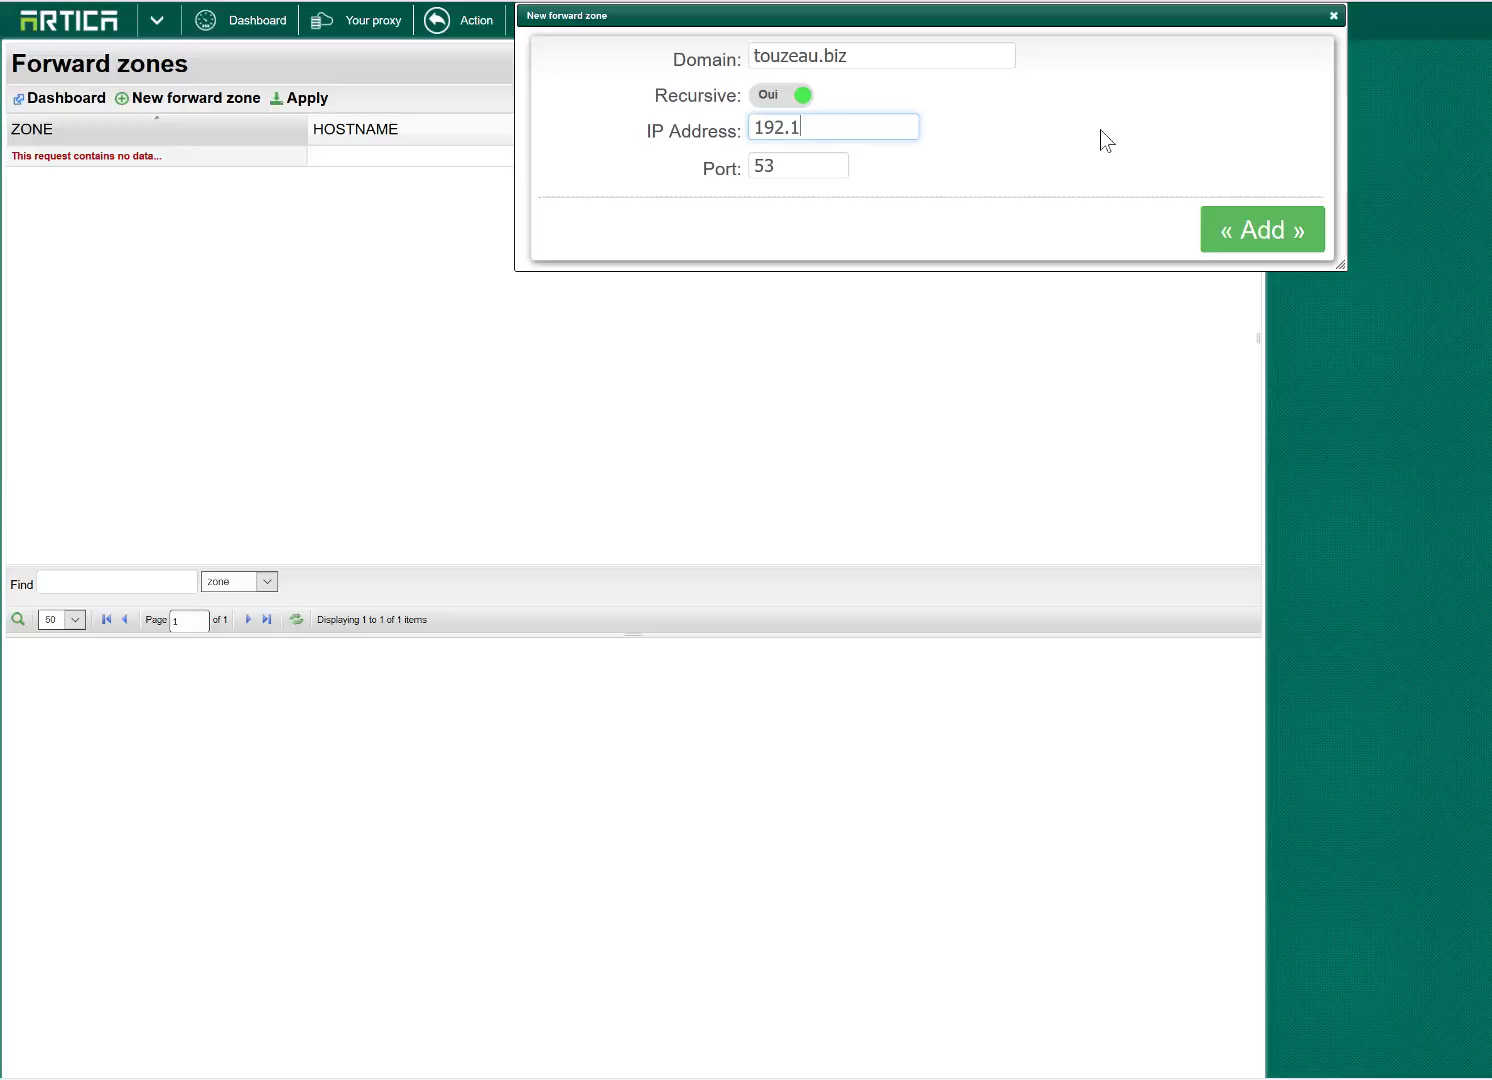 ARTICA
Dashboard
Your proxy
Action
New forward zone
Domain: touzeau.biz
Recursive: Oui
IP Address: 192.1
Port: 53
« Add »
Forward zones
Dashboard New forward zone Apply
ZONE HOSTNAME
This request contains no data...
Find zone
50 Page 1 of 1 Displaying 1 to 1 of 1 items